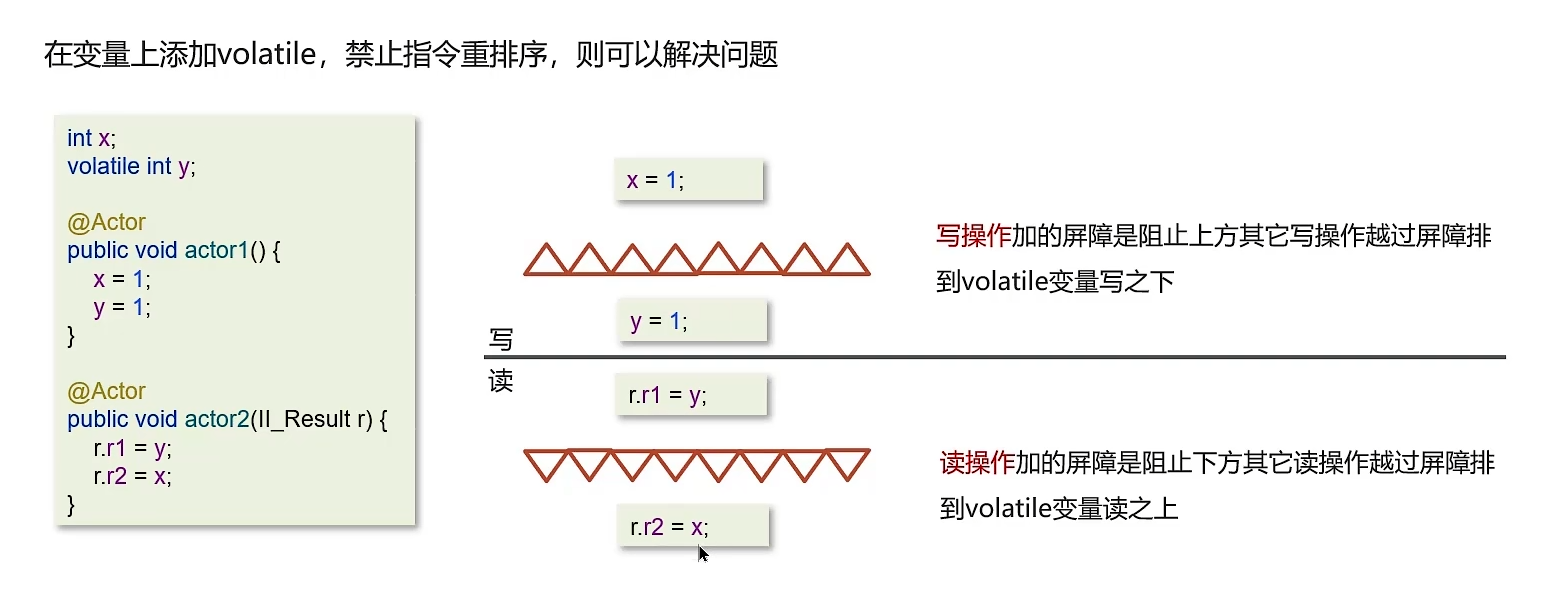 在变量上添加volatile，禁止指令重排序，则可以解决问题
int x;
volatile int y;
@Actor
public void actor1() {
x = 1;
y = 1;
}
@Actor
public void actor2(II_Result r) {
r.r1 = y;
r.r2 = x;
}
x = 1;
写操作加的屏障是阻止上方其它写操作越过屏障排
到volatile变量写之下
y = 1;
写
读
r.r1 = y;
读操作加的屏障是阻止下方其它读操作越过屏障排
到volatile变量读之上
r.r2 = x;